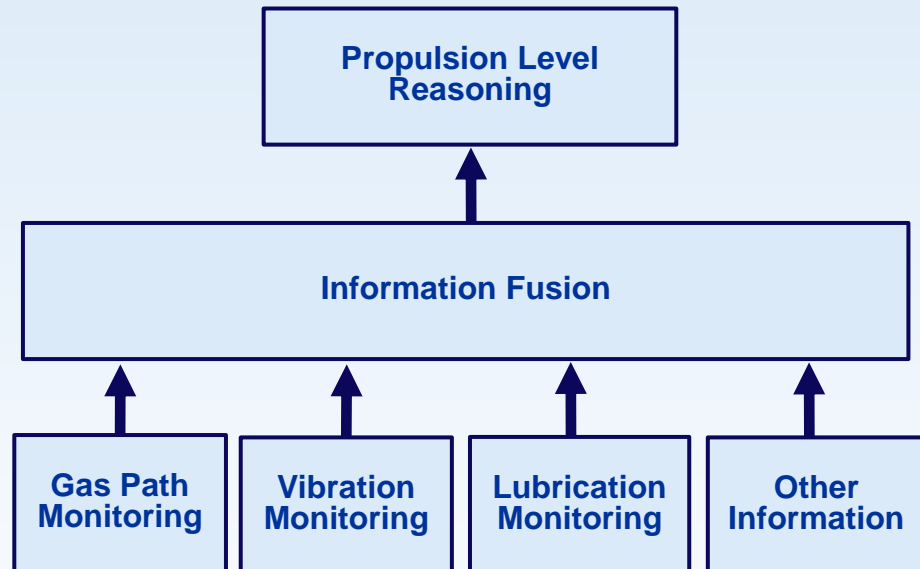 Propulsion Level
Reasoning
Information Fusion
Gas Path
Monitoring
Vibration
Monitoring
Lubrication
Monitoring
Other
Information